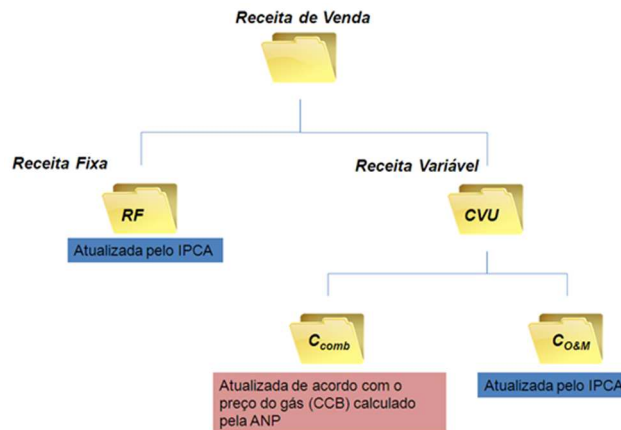 Receita de Venda
Receita Fixa
Receita Variável
RF
CVU
Atualizada pelo IPCA
Ccomb
CO&M
Atualizada de acordo com o
preço do gás (CCB) calculado
pela ANP
Atualizada pelo IPCA